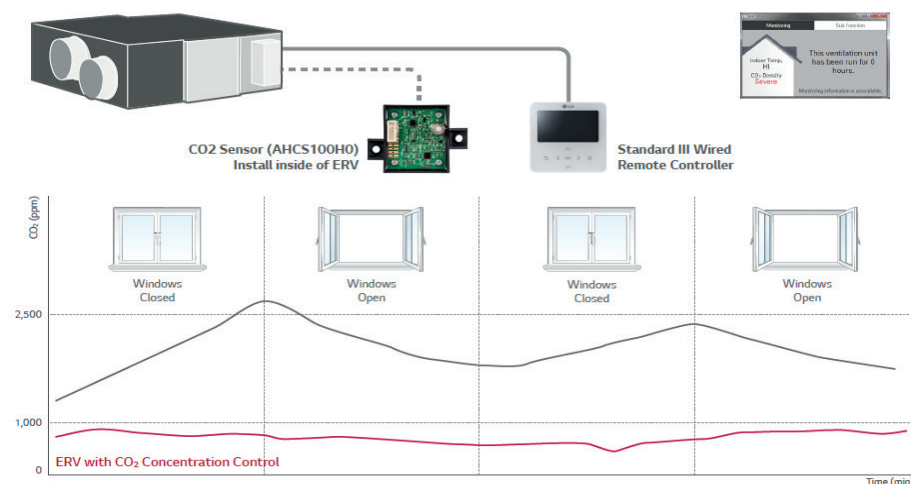 Monitoring
Sub Function
Indoor Temp.
HI
CO₂ Density
Severe
This ventilation unit
has been run for 0
hours.
Monitoring information is unavailable.
CO2 Sensor (AHCS100H0)
Install inside of ERV
LG
Standard III Wired
Remote Controller
CO₂ (ppm)
Windows
Closed
Windows
Open
Windows
Closed
Windows
Open
2,500
1,000
ERV with CO₂ Concentration Control
0
Time (min